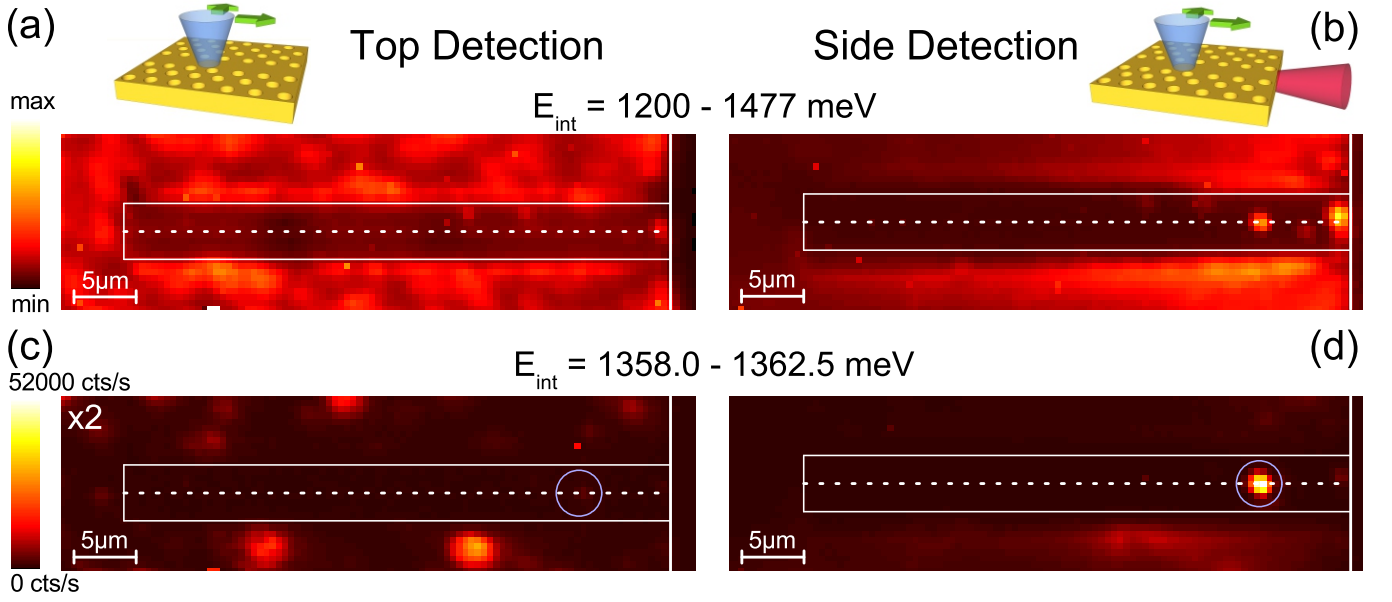 (a)
Top Detection
Side Detection
(b)
max
E_int = 1200 - 1477 meV
5µm
5µm
min
(c)
E_int = 1358.0 - 1362.5 meV
(d)
52000 cts/s
x2
5µm
5µm
0 cts/s